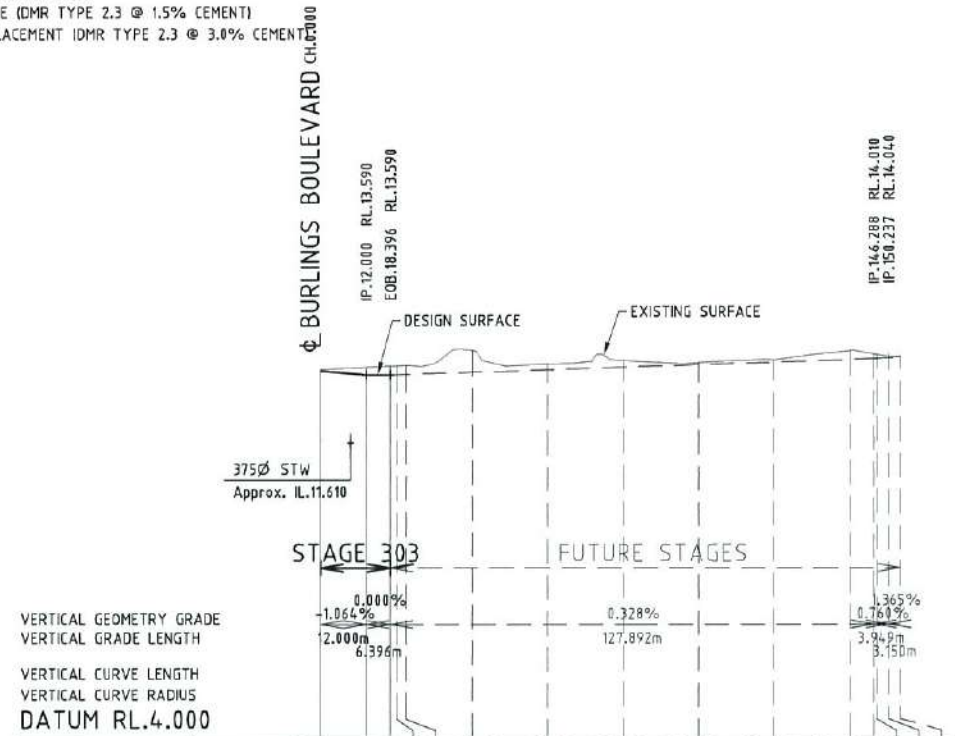 E (DMR TYPE 2.3 @ 1.5% CEMENT)
LACEMENT (DMR TYPE 2.3 @ 3.0% CEMENT)
℄ BURLINGS BOULEVARD CH.0.000
IP.12.000 RL.13.590
EOB.18.396 RL.13.590
IP.146.288 RL.14.010
IP.150.237 RL.14.040
DESIGN SURFACE
EXISTING SURFACE
375Ø STW
Approx. IL.11.610
STAGE 303
FUTURE STAGES
VERTICAL GEOMETRY GRADE -1.064% 0.000% 0.328% 0.760% 1.365%
VERTICAL GRADE LENGTH 12.000m 6.396m 127.892m 3.949m 3.150m
VERTICAL CURVE LENGTH
VERTICAL CURVE RADIUS
DATUM RL.4.000